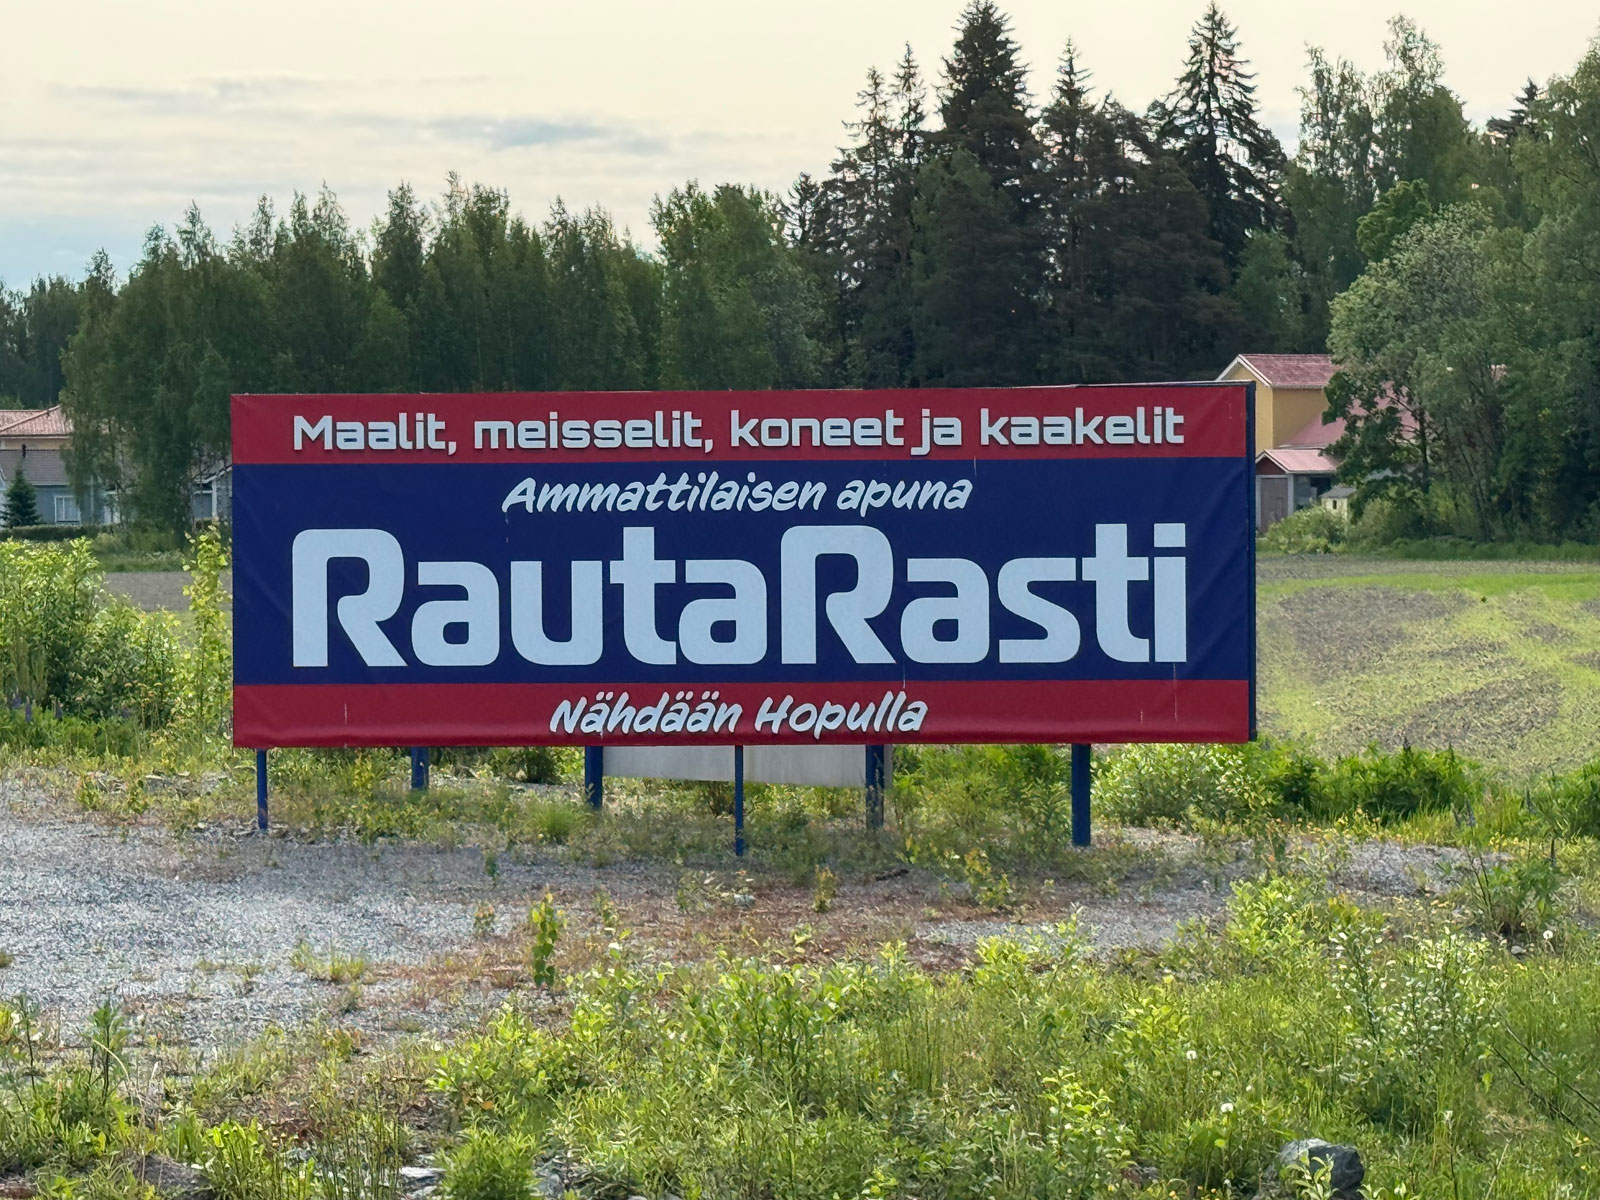 Maalit, meisselit, koneet ja kaakelit
Ammattilaisen apuna
RautaRasti
Nähdään Hopulla